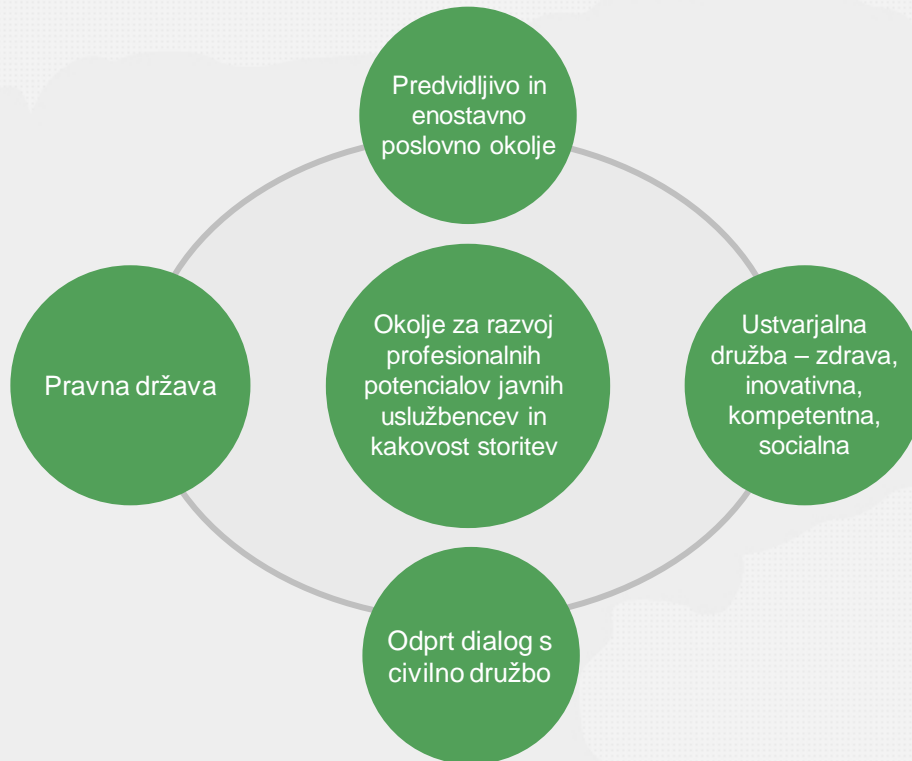 Predvidljivo in
enostavno
poslovno okolje
Pravna država
Okolje za razvoj
profesionalnih
potencialov javnih
uslužbencev in
kakovost storitev
Ustvarjalna
družba – zdrava,
inovativna,
kompetentna,
socialna
Odprt dialog s
civilno družbo